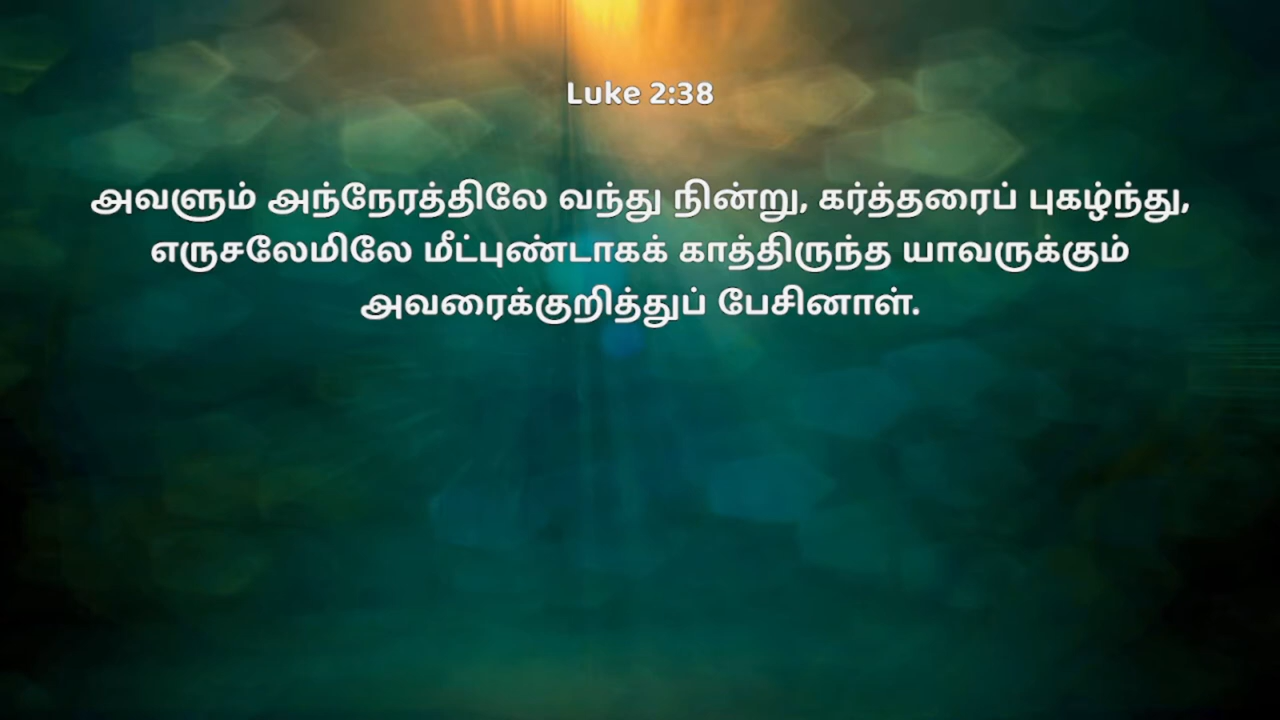 Luke 2:38
அவளும் அந்நேரத்திலே வந்து நின்று, கர்த்தரைப் புகழ்ந்து,
எருசலேமிலே மீட்புண்டாகக் காத்திருந்த யாவருக்கும்
அவரைக்குறித்துப் பேசினாள்.